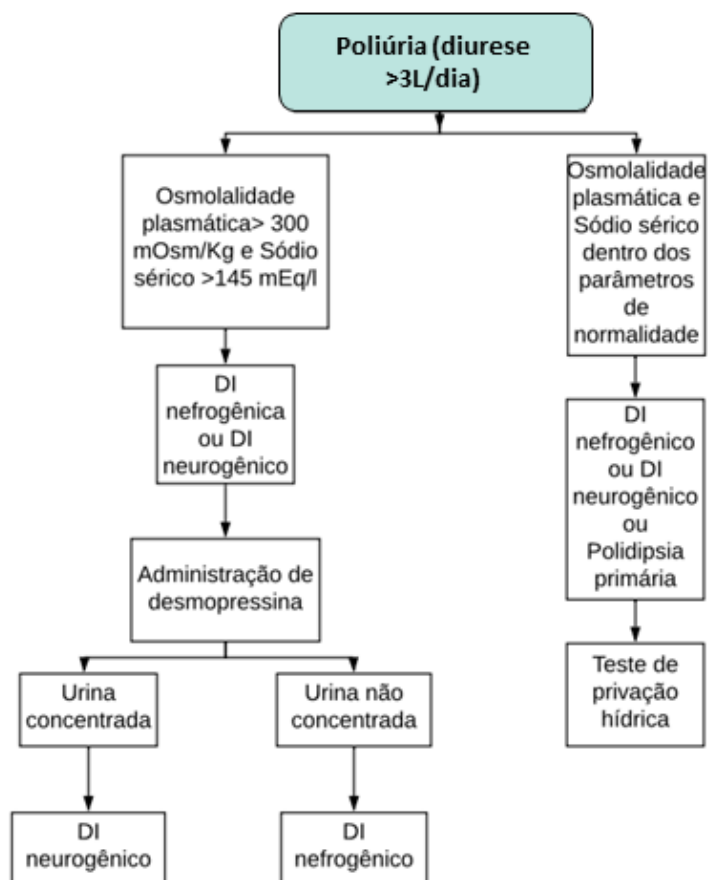 Poliúria (diurese
>3L/dia)
Osmolalidade
plasmática> 300
mOsm/Kg e Sódio
sérico >145 mEq/l
DI
nefrogênica
ou DI
neurogênico
Administração de
desmopressina
Urina
concentrada
DI
neurogênico
Urina não
concentrada
DI
nefrogênico
Osmolalidade
plasmática e
Sódio sérico
dentro dos
parâmetros
de
normalidade
DI
nefrogênico
ou DI
neurogênico
ou
Polidipsia
primária
Teste de
privação
hídrica